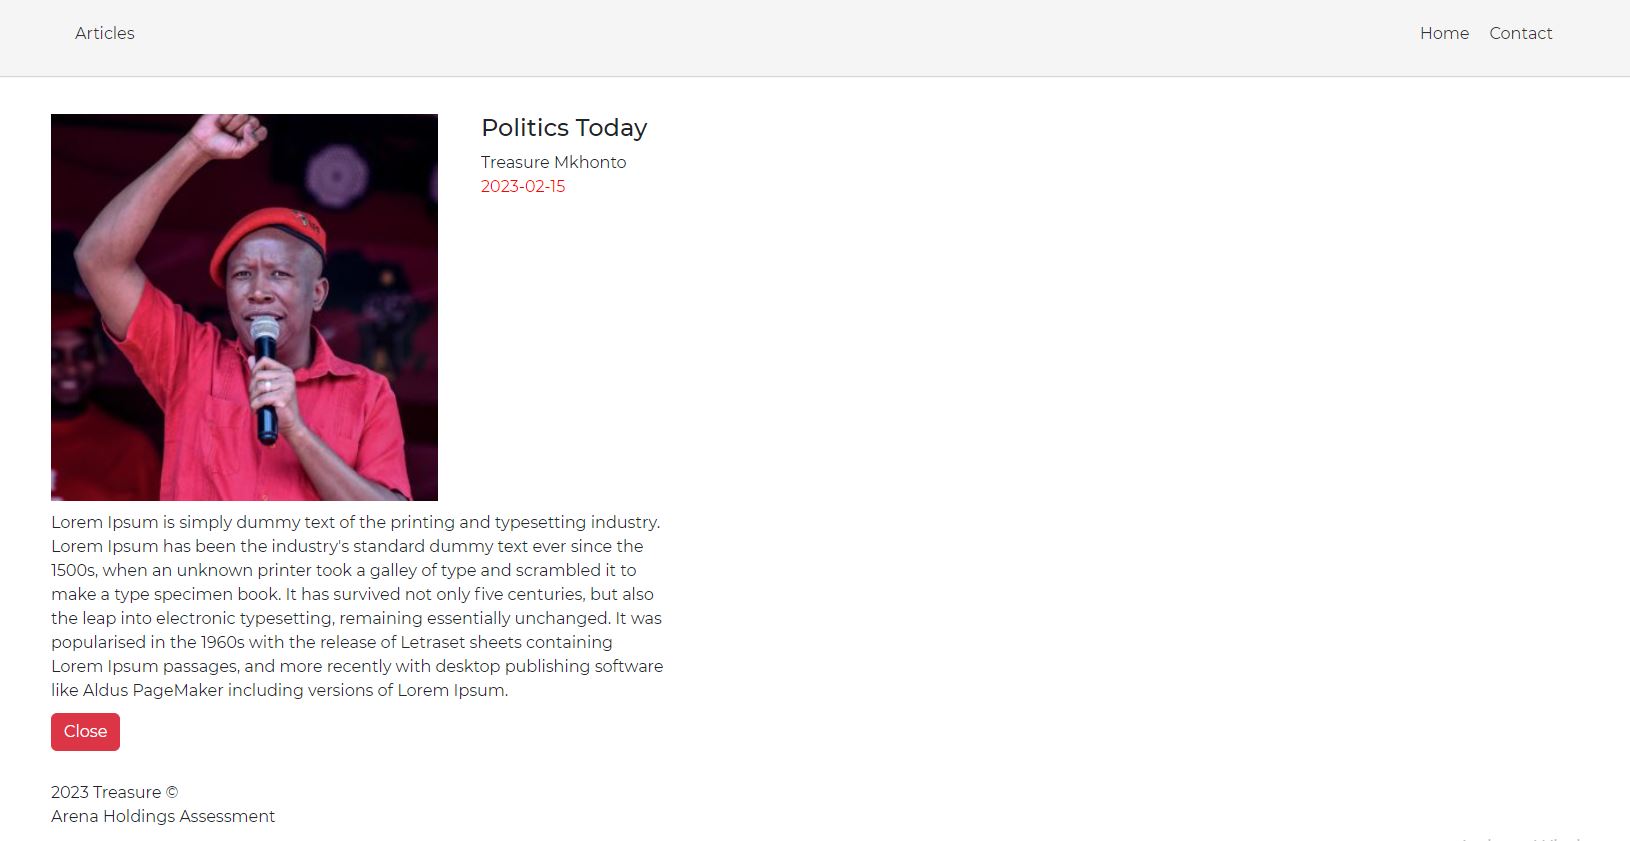 Articles
Home
Contact
Politics Today
Treasure Mkhonto
2023-02-15
Lorem Ipsum is simply dummy text of the printing and typesetting industry.
Lorem Ipsum has been the industry's standard dummy text ever since the
1500s, when an unknown printer took a galley of type and scrambled it to
make a type specimen book. It has survived not only five centuries, but also
the leap into electronic typesetting, remaining essentially unchanged. It was
popularised in the 1960s with the release of Letraset sheets containing
Lorem Ipsum passages, and more recently with desktop publishing software
like Aldus PageMaker including versions of Lorem Ipsum.
Close
2023 Treasure ©
Arena Holdings Assessment